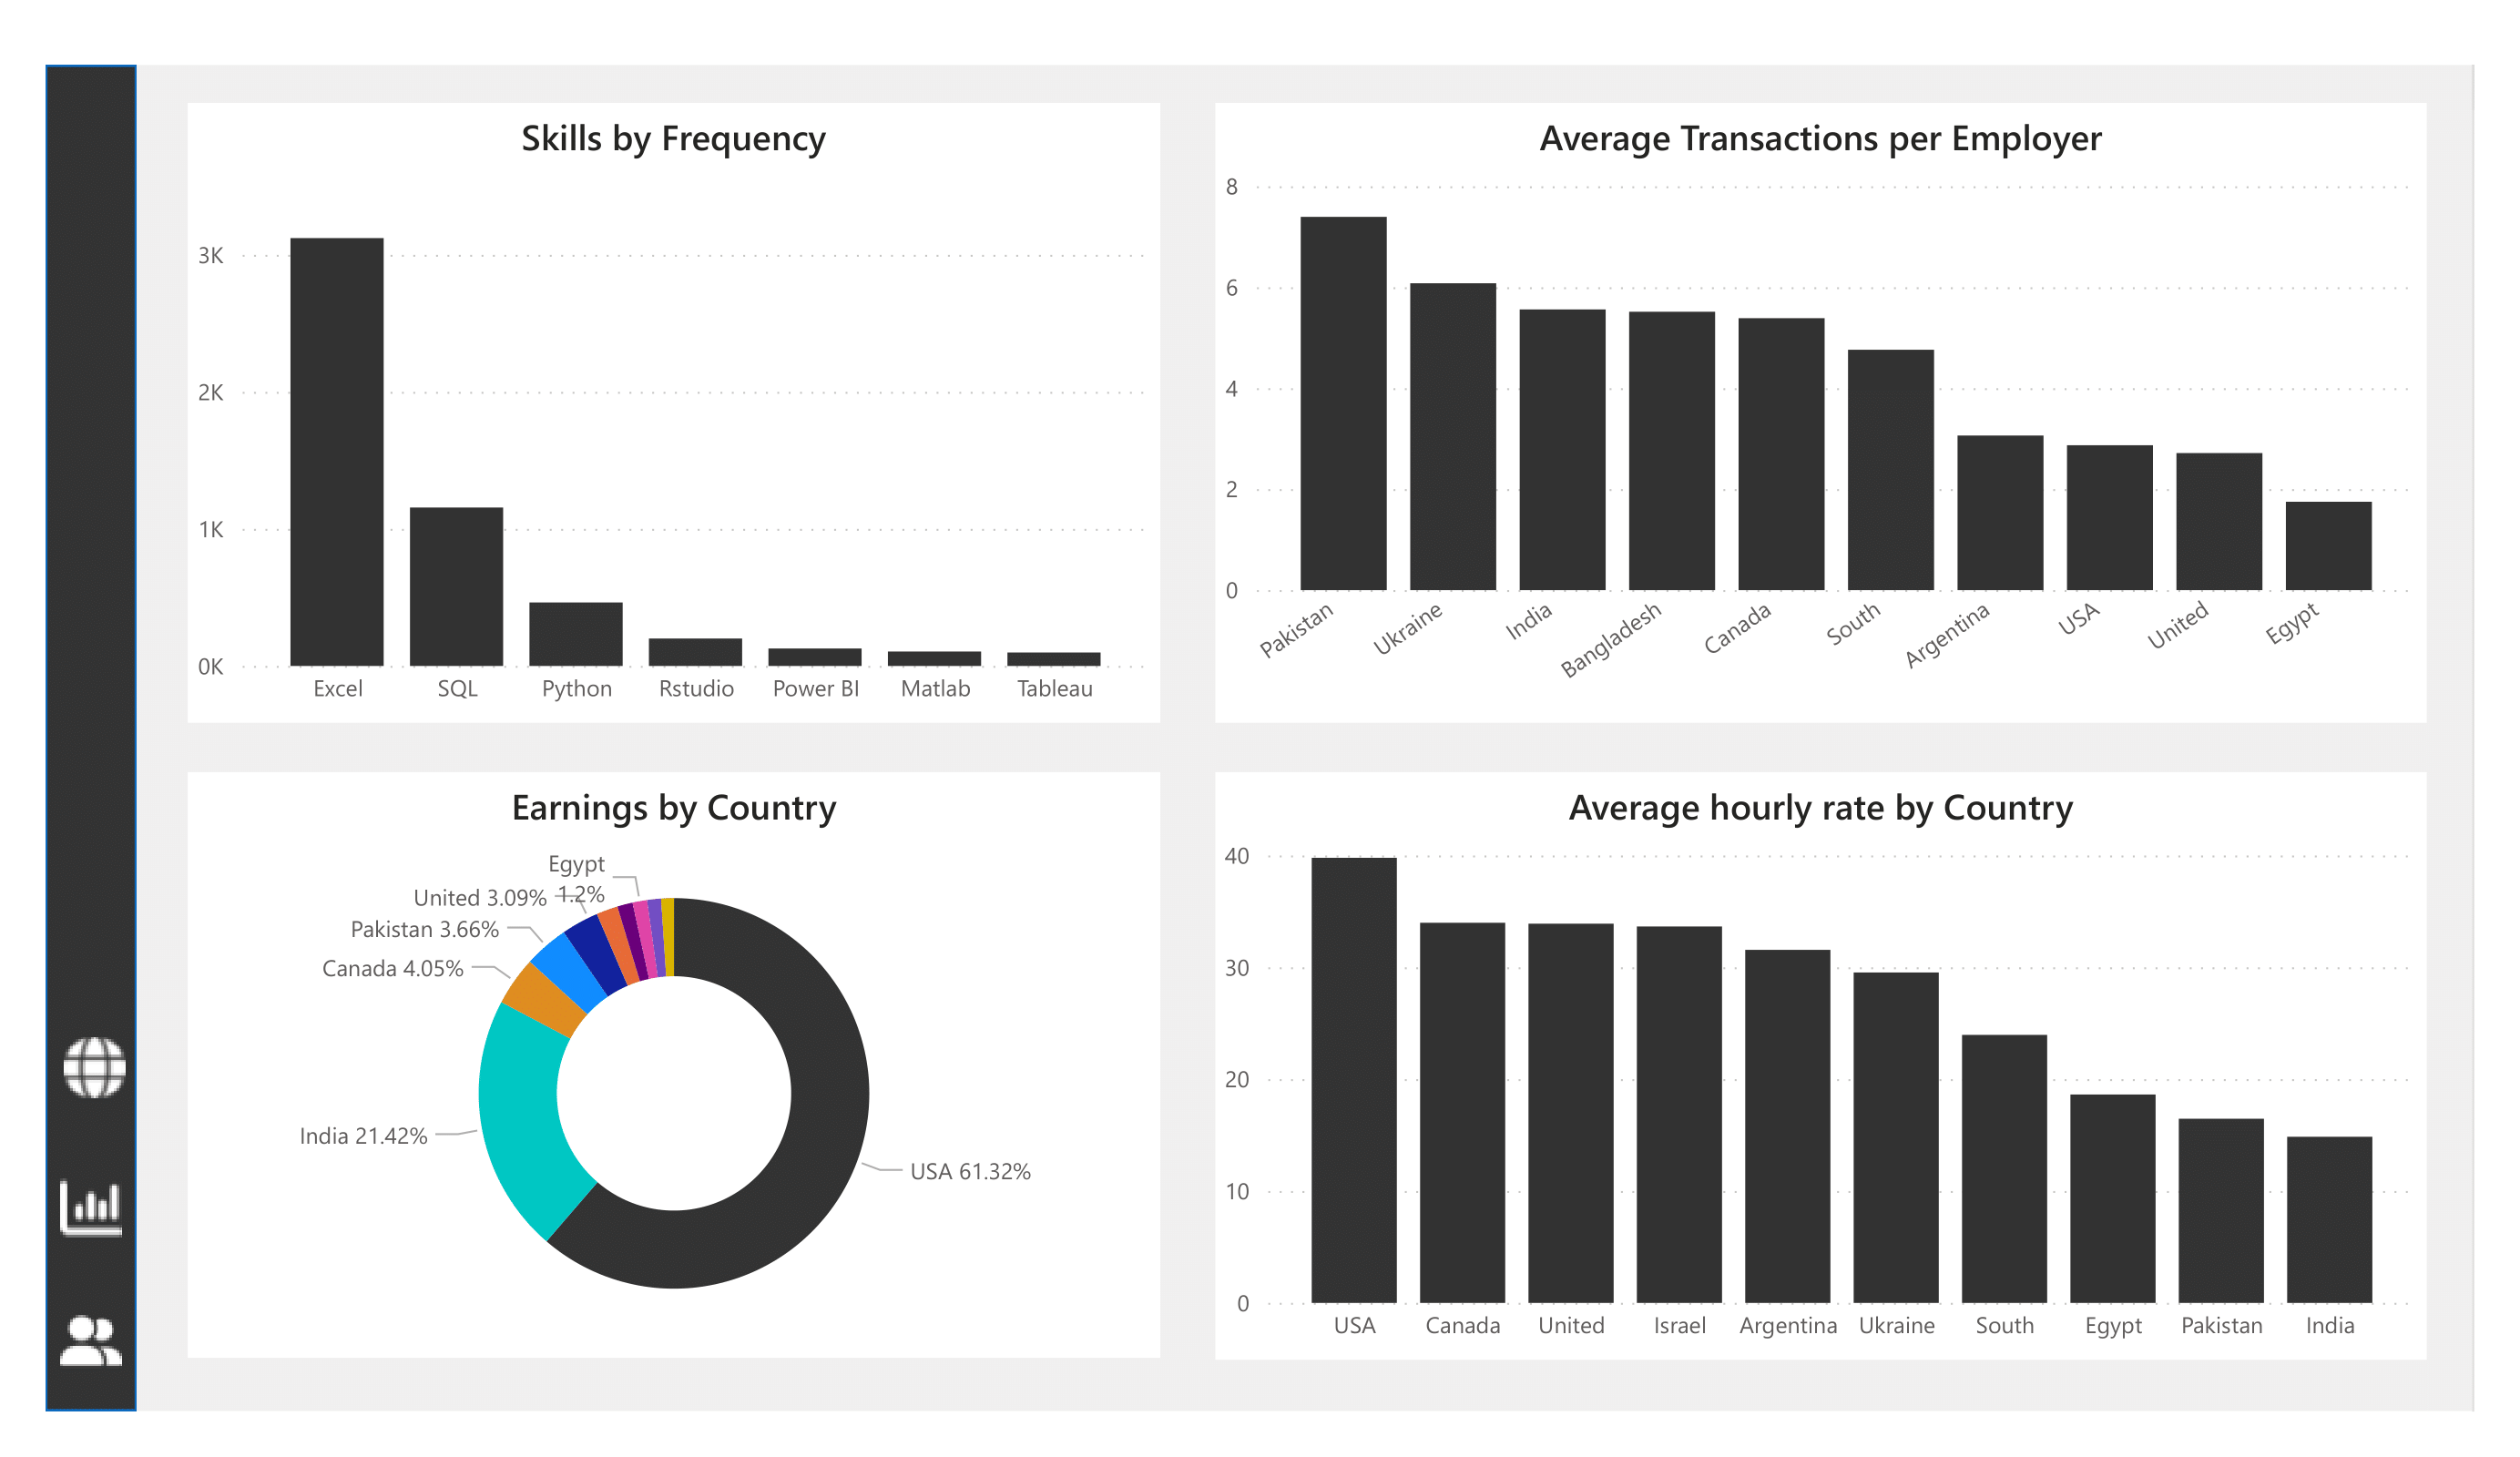 Skills by Frequency
3K
2K
1K
0K
Excel SQL Python Rstudio Power BI Matlab Tableau
Average Transactions per Employer
8
6
4
2
0
Pakistan Ukraine India Bangladesh Canada South Argentina USA United Egypt
Earnings by Country
Egypt
1.2%
United 3.09%
Pakistan 3.66%
Canada 4.05%
India 21.42%
USA 61.32%
Average hourly rate by Country
40
30
20
10
0
USA Canada United Israel Argentina Ukraine South Egypt Pakistan India